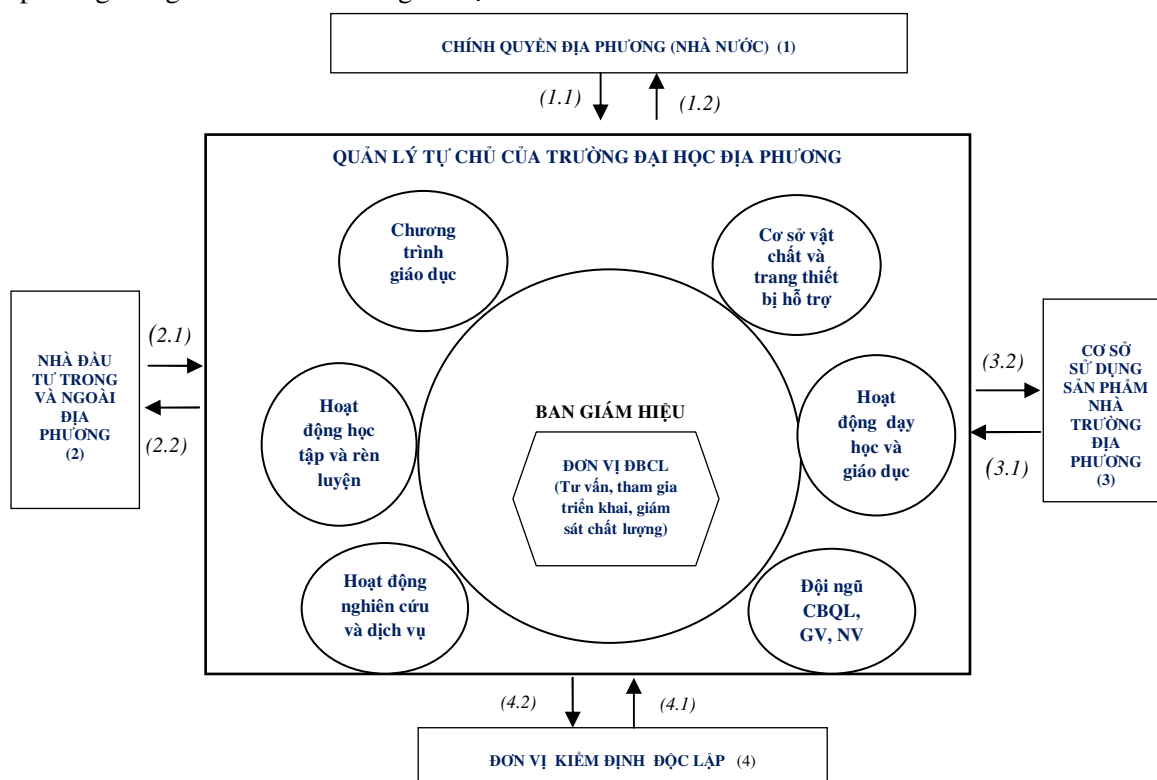 CHÍNH QUYỀN ĐỊA PHƯƠNG (NHÀ NƯỚC) (1)
(1.1)
(1.2)
QUẢN LÝ TỰ CHỦ CỦA TRƯỜNG ĐẠI HỌC ĐỊA PHƯƠNG
Chương
trình
giáo dục
Cơ sở vật
chất và
trang thiết
bị hỗ trợ
(2.1)
NHÀ ĐẦU
TƯ TRONG
VÀ NGOÀI
ĐỊA
PHƯƠNG
(2)
(2.2)
Hoạt
động học
tập và rèn
luyện
BAN GIÁM HIỆU
ĐƠN VỊ ĐBCL
(Tư vấn, tham gia
triển khai, giám
sát chất lượng)
Hoạt
động dạy
học và
giáo dục
(3.2)
CƠ SỞ
SỬ DỤNG
SẢN PHẨM
NHÀ
TRƯỜNG
ĐỊA
PHƯƠNG
(3)
(3.1)
Hoạt động
nghiên cứu
và dịch vụ
Đội ngũ
CBQL,
GV, NV
(4.2)
(4.1)
ĐƠN VỊ KIỂM ĐỊNH ĐỘC LẬP (4)